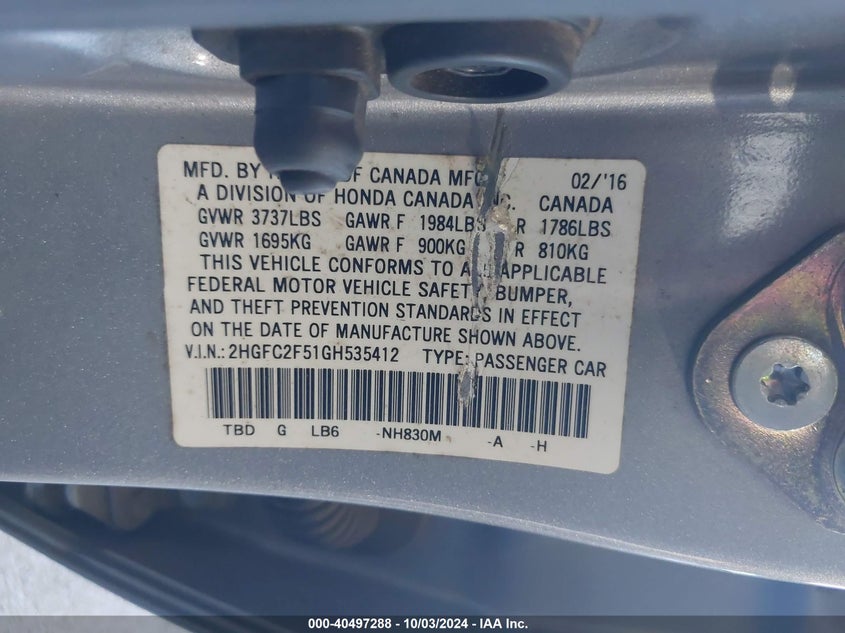 MFD. BY OF CANADA MFG. 02/'16
A DIVISION OF HONDA CANADA INC. CANADA
GVWR 3737LBS GAWR F 1984LBS R 1786LBS
GVWR 1695KG GAWR F 900KG R 810KG
THIS VEHICLE CONFORMS TO ALL APPLICABLE
FEDERAL MOTOR VEHICLE SAFETY, BUMPER,
AND THEFT PREVENTION STANDARDS IN EFFECT
ON THE DATE OF MANUFACTURE SHOWN ABOVE.
V.I.N.: 2HGFC2F51GH535412 TYPE: PASSENGER CAR
TBD G LB6 -NH830M -A -H
000-40497288 - 10/03/2024 - IAA Inc.